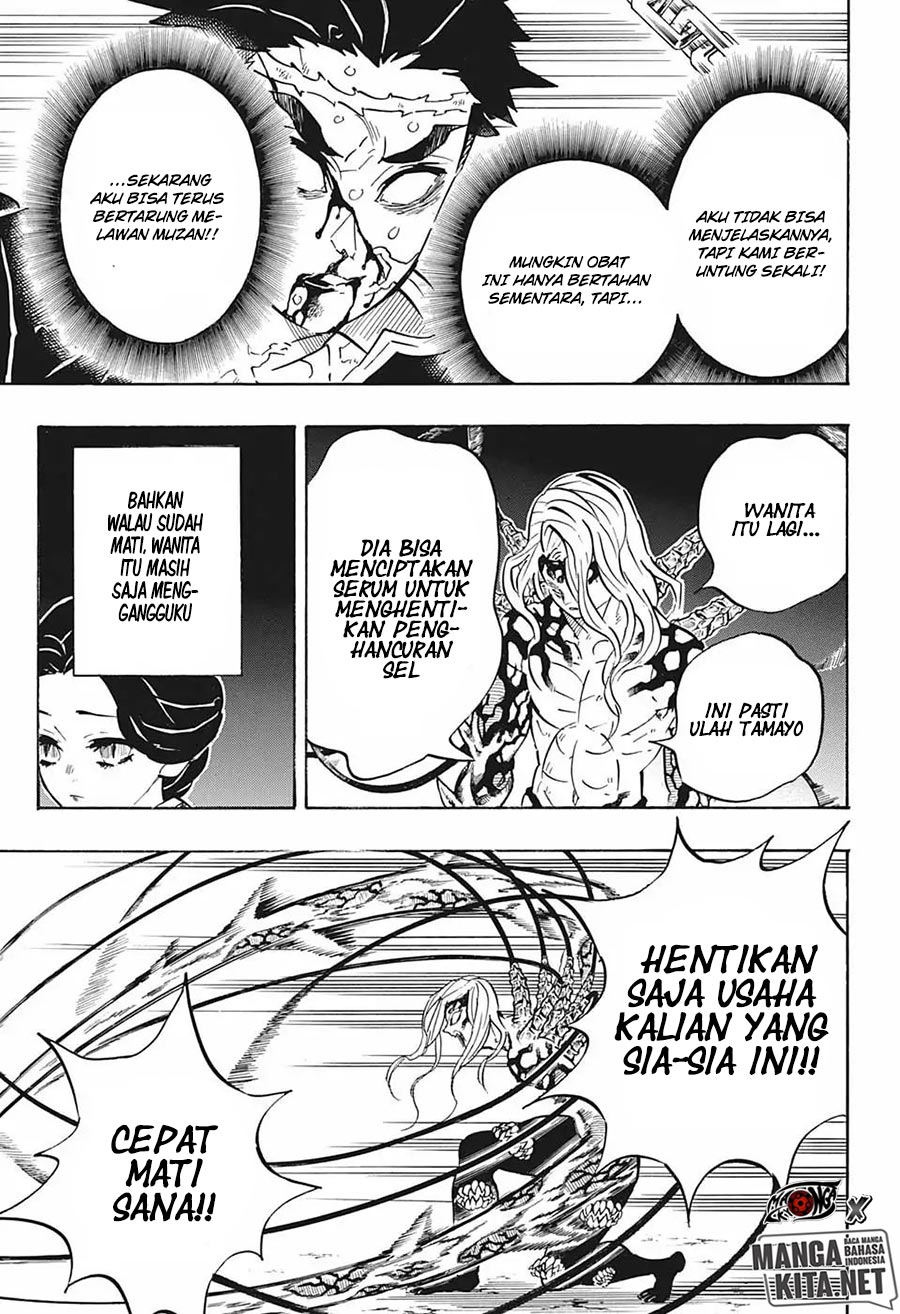 AKU TIDAK BISA
MENJELASKANNYA,
TAPI KAMI BER-
UNTUNG SEKALI!
MUNGKIN OBAT
INI HANYA BERTAHAN
SEMENTARA, TAPI...
...SEKARANG
AKU BISA TERUS
BERTARUNG ME-
LAWAN MUZAN!!
WANITA
ITU LAGI...
INI PASTI
ULAH TAMAYO
DIA BISA
MENCIPTAKAN
SERUM UNTUK
MENGHENTI-
KAN PENG-
HANCURAN
SEL
BAHKAN
WALAU SUDAH
MATI, WANITA
ITU MASIH
SAJA MENG-
GANGGUKU
HENTIKAN
SAJA USAHA
KALIAN YANG
SIA-SIA INI!!
CEPAT
MATI
SANA!!
X
MANGA
KITA.NET
BACA MANGA
BAHASA
INDONESIA